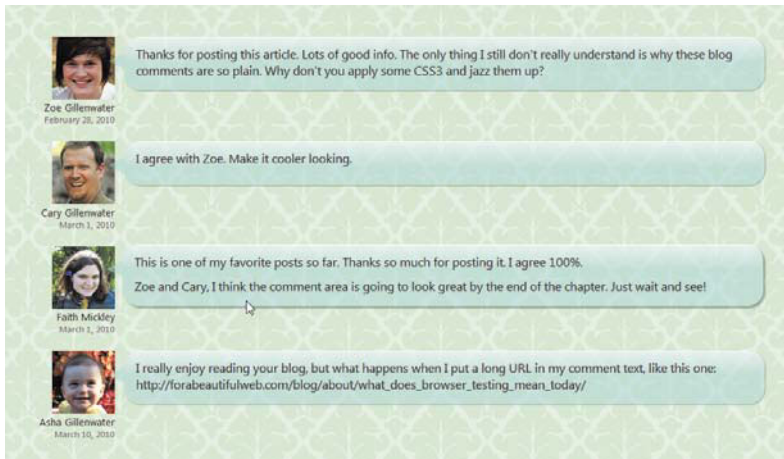 Thanks for posting this article. Lots of good info. The only thing I still don't really understand is why these blog
comments are so plain. Why don't you apply some CSS3 and jazz them up?
Zoe Gillenwater
February 28, 2010
I agree with Zoe. Make it cooler looking.
Cary Gillenwater
March 1, 2010
This is one of my favorite posts so far. Thanks so much for posting it. I agree 100%.
Zoe and Cary, I think the comment area is going to look great by the end of the chapter. Just wait and see!
Faith Mickley
March 1, 2010
I really enjoy reading your blog, but what happens when I put a long URL in my comment text, like this one:
http://forabeautifulweb.com/blog/about/what_does_browser_testing_mean_today/
Asha Gillenwater
March 10, 2010